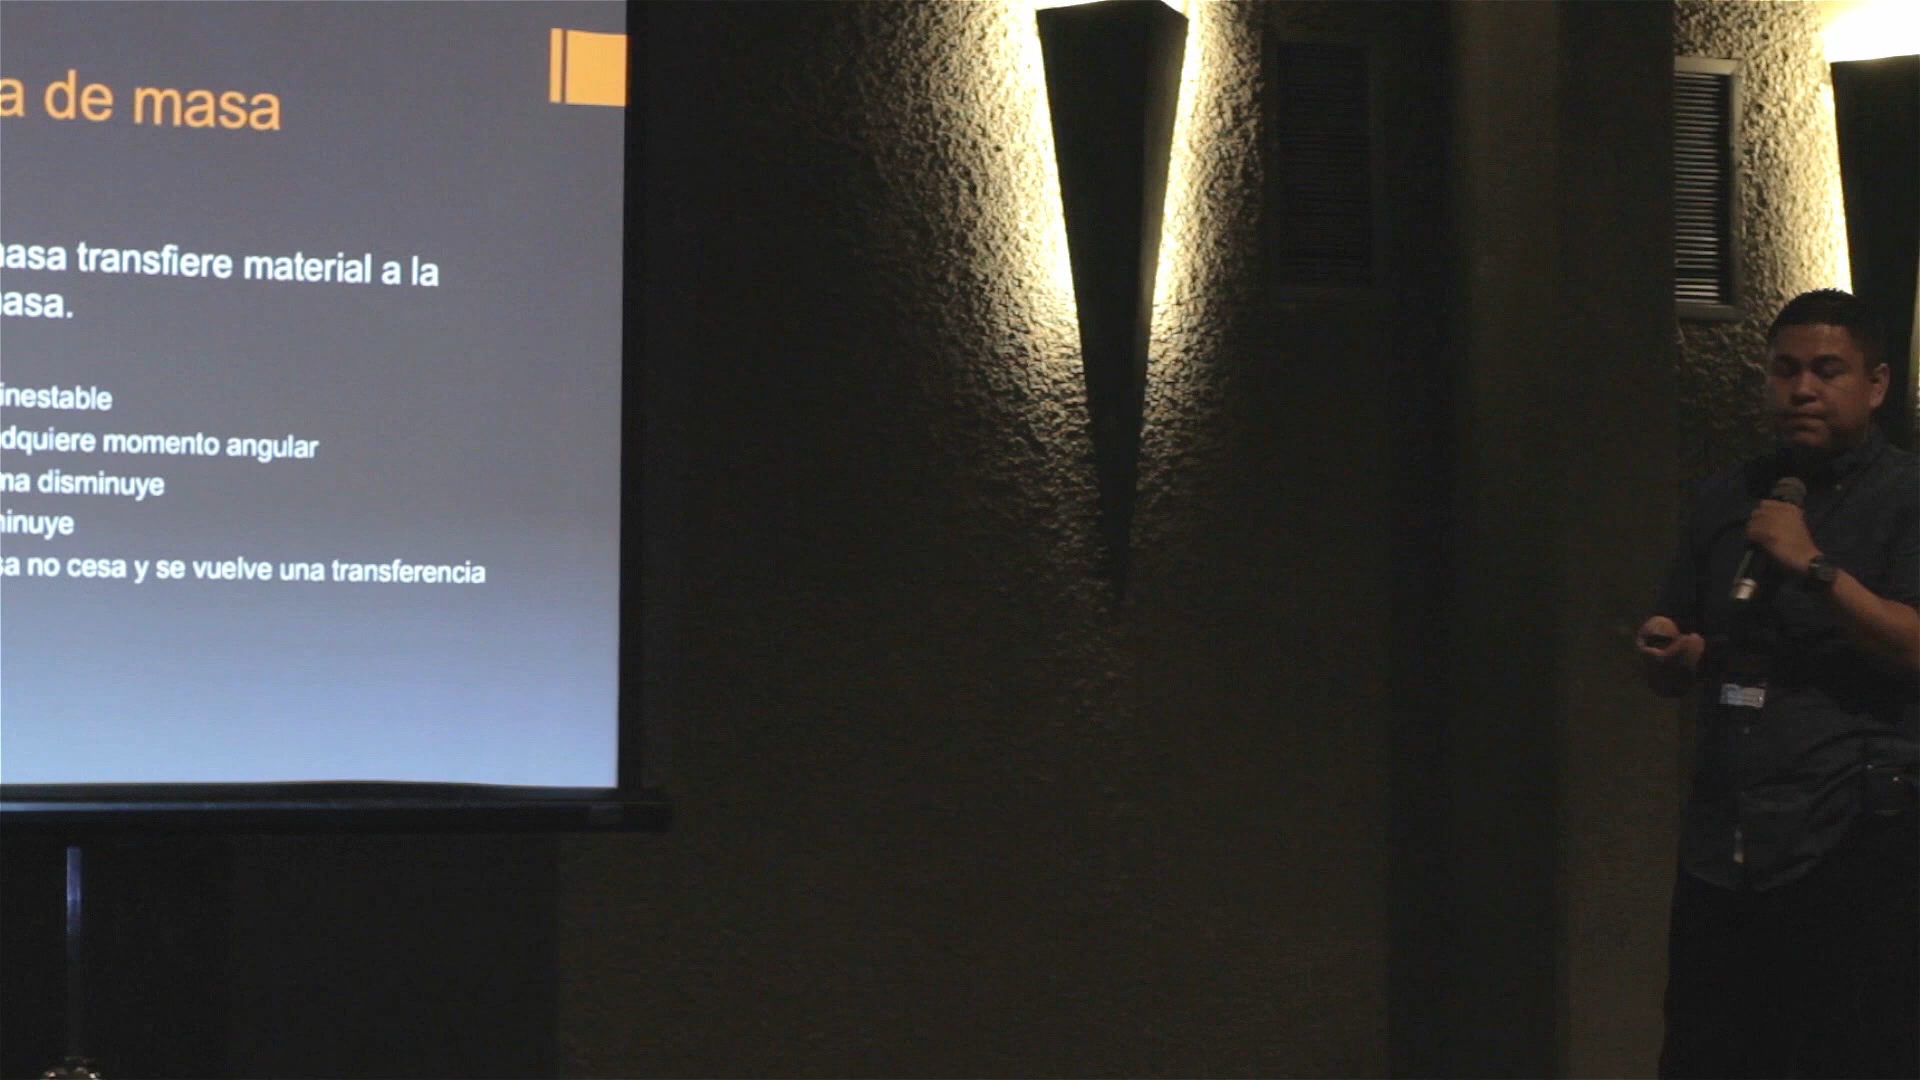 a de masa
asa transfiere material a la
asa.
inestable
dquiere momento angular
ma disminuye
inuye
sa no cesa y se vuelve una transferencia